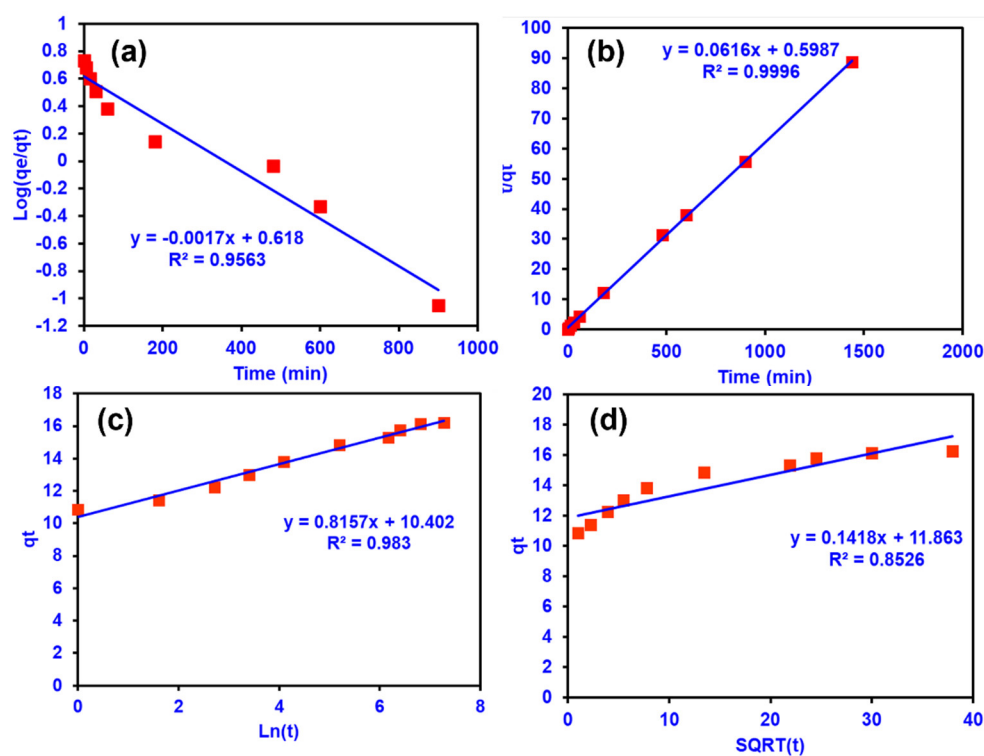 (a)
Log(qe/qt)
1
0.8
0.6
0.4
0.2
0
-0.2
-0.4
-0.6
-0.8
-1
-1.2
y = -0.0017x + 0.618
R² = 0.9563
0 200 400 600 800 1000
Time (min)
(b)
t/qt
100
90
80
70
60
50
40
30
20
10
0
y = 0.0616x + 0.5987
R² = 0.9996
0 500 1000 1500 2000
Time (min)
(c)
qt
18
16
14
12
10
8
6
4
2
0
y = 0.8157x + 10.402
R² = 0.983
0 2 4 6 8
Ln(t)
(d)
qt
20
18
16
14
12
10
8
6
4
2
0
y = 0.1418x + 11.863
R² = 0.8526
0 10 20 30 40
SQRT(t)